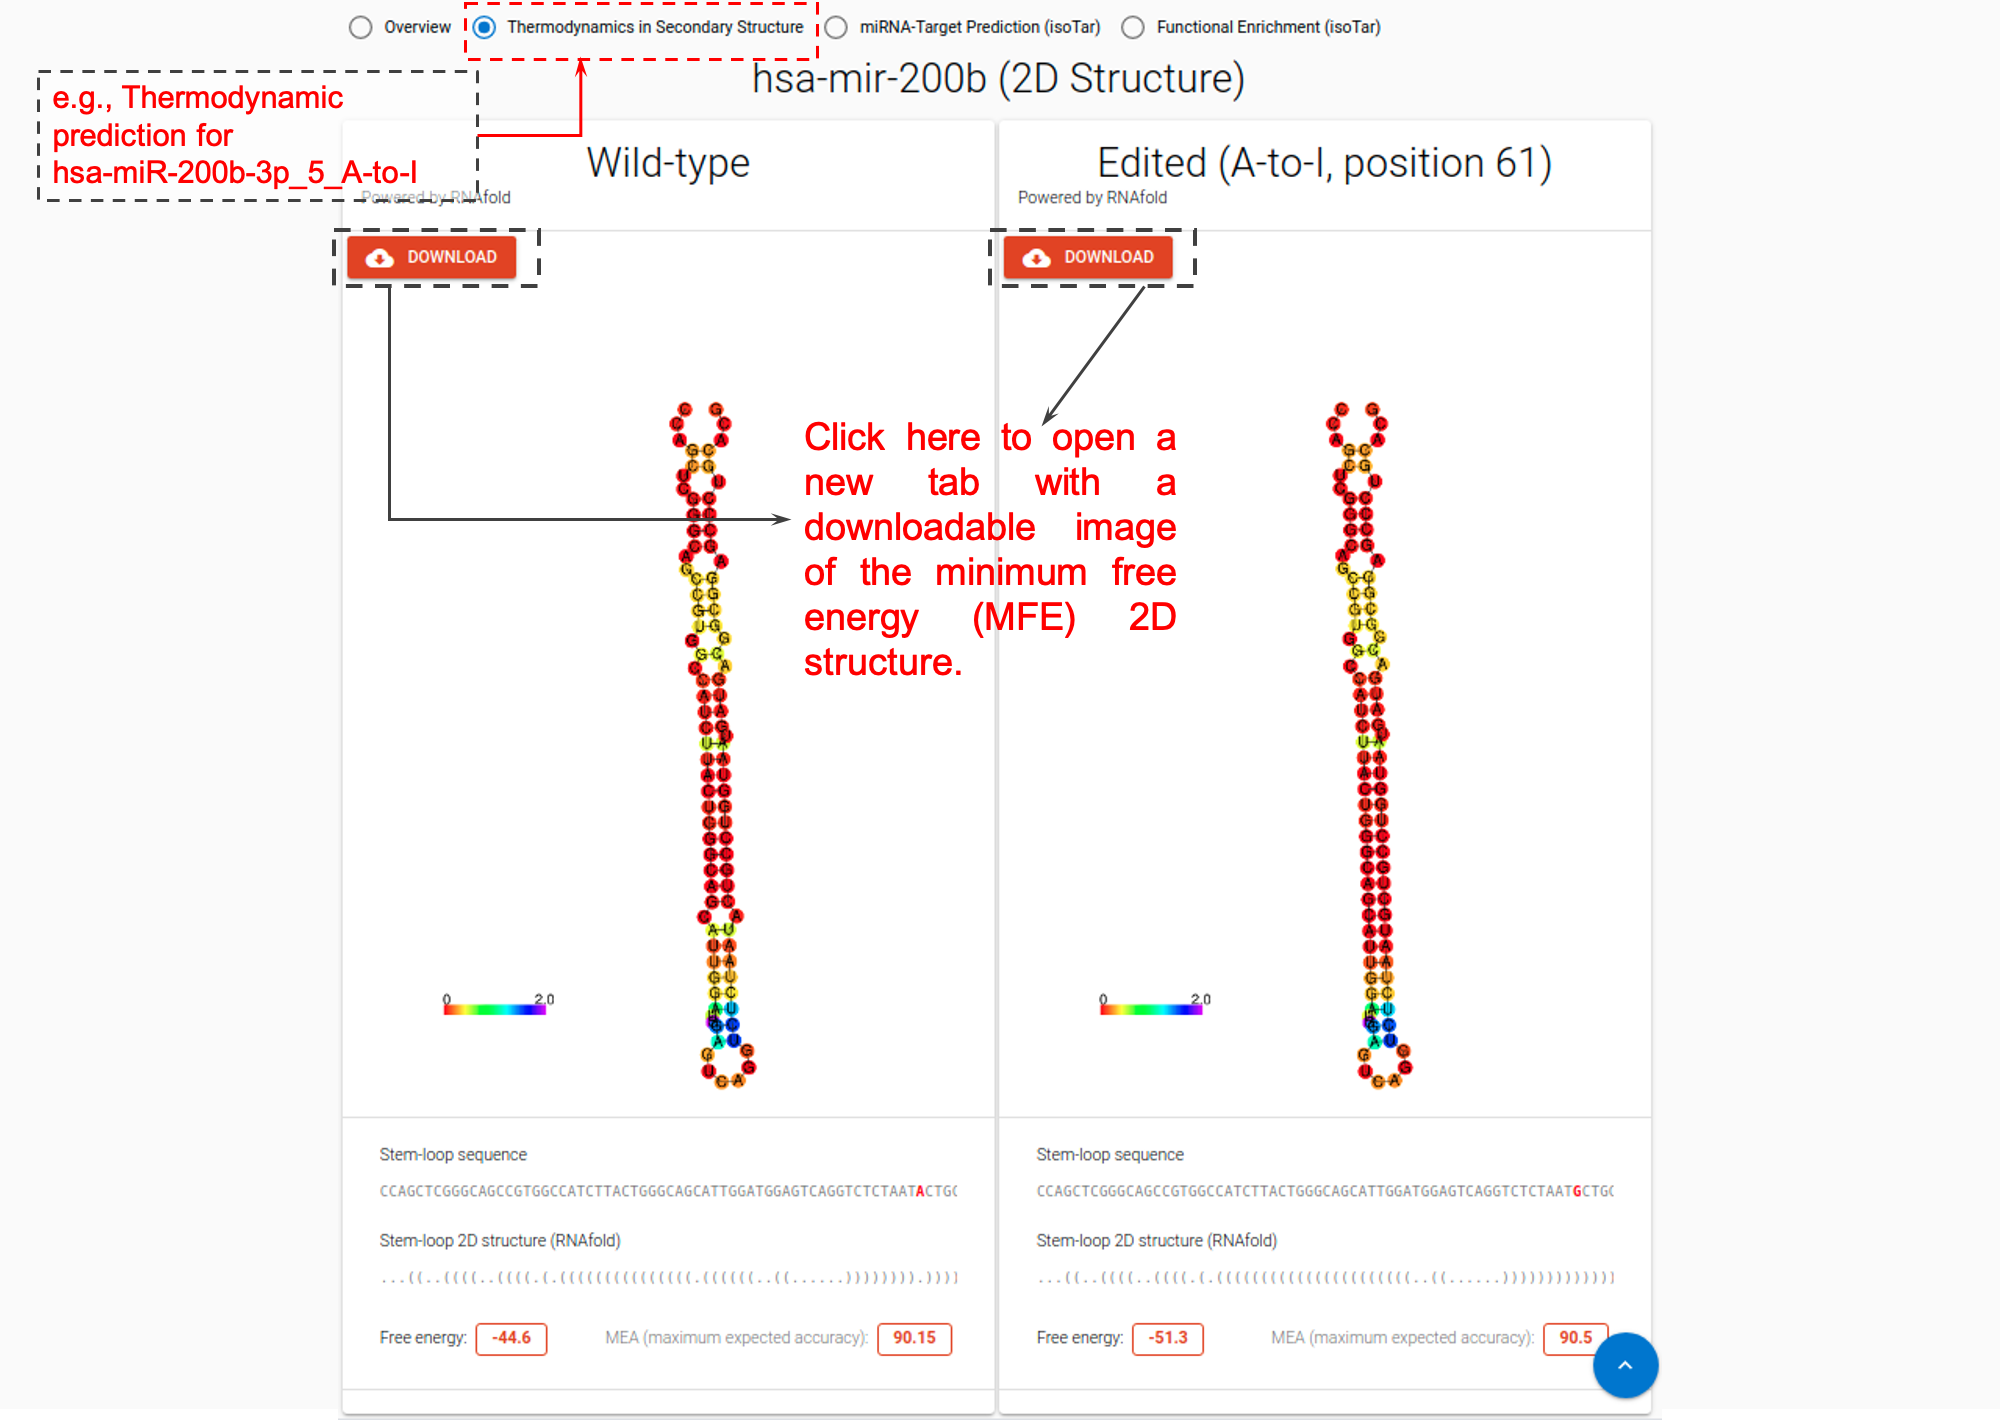 Overview
Thermodynamics in Secondary Structure
miRNA-Target Prediction (isoTar)
Functional Enrichment (isoTar)
hsa-mir-200b (2D Structure)
e.g., Thermodynamic
prediction for
hsa-miR-200b-3p_5_A-to-I
Wild-type
Powered by RNAfold
DOWNLOAD
Edited (A-to-I, position 61)
Powered by RNAfold
DOWNLOAD
Click here to open a
new tab with a
downloadable image
of the minimum free
energy (MFE) 2D
structure.
0 2.0
0 2.0
Stem-loop sequence
CCAGCTCGGGCAGCCGTGGCCATCTTACTGGGCAGCATTGGATGGAGTCAGGTCTCTAATACTGC
Stem-loop 2D structure (RNAfold)
...((..((((..((((.(.(((((((((((((((.((((((..((......)))))))).))))
Free energy: -44.6
MEA (maximum expected accuracy): 90.15
Stem-loop sequence
CCAGCTCGGGCAGCCGTGGCCATCTTACTGGGCAGCATTGGATGGAGTCAGGTCTCTAATGCTGC
Stem-loop 2D structure (RNAfold)
...((..((((..((((.(.((((((((((((((((((((((..((......)))))))))))))
Free energy: -51.3
MEA (maximum expected accuracy): 90.5